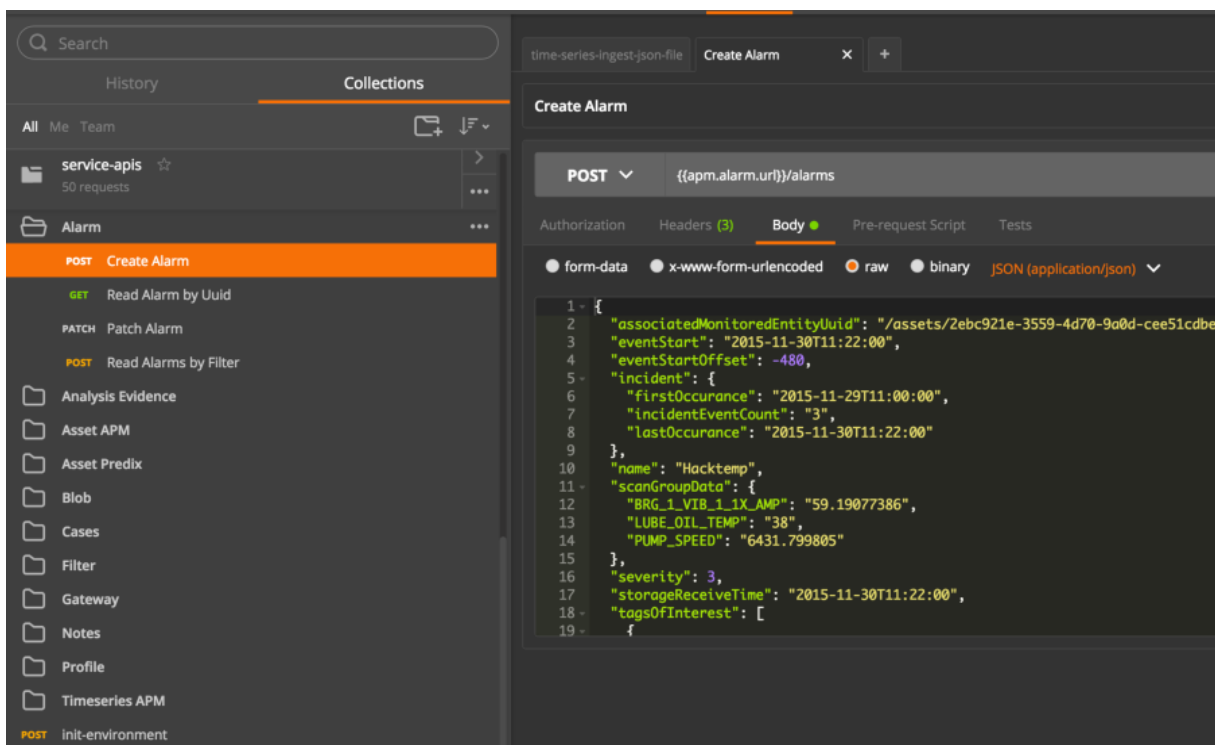 Search
History
Collections
All Me Team
service-apis
50 requests
Alarm
POST Create Alarm
GET Read Alarm by Uuid
PATCH Patch Alarm
POST Read Alarms by Filter
Analysis Evidence
Asset APM
Asset Predix
Blob
Cases
Filter
Gateway
Notes
Profile
Timeseries APM
POST init-environment
time-series-ingest-json-file
Create Alarm
Create Alarm
POST {{apm.alarm.url}}/alarms
Authorization Headers (3) Body Pre-request Script Tests
form-data x-www-form-urlencoded raw binary JSON (application/json)
1 {
2 "associatedMonitoredEntityUuid": "/assets/2ebc921e-3559-4d70-9a0d-cee51cdbe
3 "eventStart": "2015-11-30T11:22:00",
4 "eventStartOffset": -480,
5 "incident": {
6 "firstOccurance": "2015-11-29T11:00:00",
7 "incidentEventCount": "3",
8 "lastOccurance": "2015-11-30T11:22:00"
9 },
10 "name": "Hacktemp",
11 "scanGroupData": {
12 "BRG_1_VIB_1_1X_AMP": "59.19077386",
13 "LUBE_OIL_TEMP": "38",
14 "PUMP_SPEED": "6431.799805"
15 },
16 "severity": 3,
17 "storageReceiveTime": "2015-11-30T11:22:00",
18 "tagsOfInterest": [
19 {